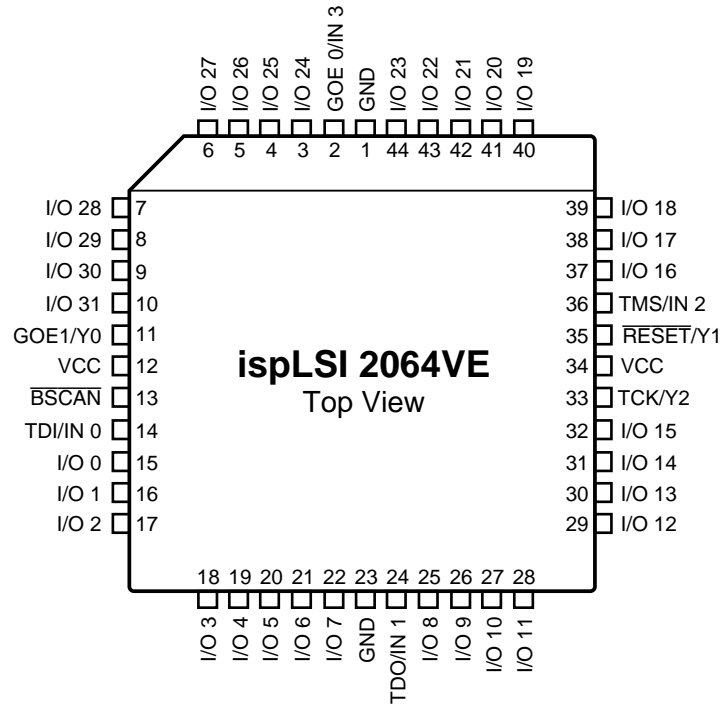 I/O 27
I/O 26
I/O 25
I/O 24
GOE 0/IN 3
GND
I/O 23
I/O 22
I/O 21
I/O 20
I/O 19
6 5 4 3 2 1 44 43 42 41 40
I/O 28 7
I/O 29 8
I/O 30 9
I/O 31 10
GOE1/Y0 11
VCC 12
BSCAN 13
TDI/IN 0 14
I/O 0 15
I/O 1 16
I/O 2 17
ispLSI 2064VE
Top View
39 I/O 18
38 I/O 17
37 I/O 16
36 TMS/IN 2
35 RESET/Y1
34 VCC
33 TCK/Y2
32 I/O 15
31 I/O 14
30 I/O 13
29 I/O 12
18 19 20 21 22 23 24 25 26 27 28
I/O 3
I/O 4
I/O 5
I/O 6
I/O 7
GND
TDO/IN 1
I/O 8
I/O 9
I/O 10
I/O 11